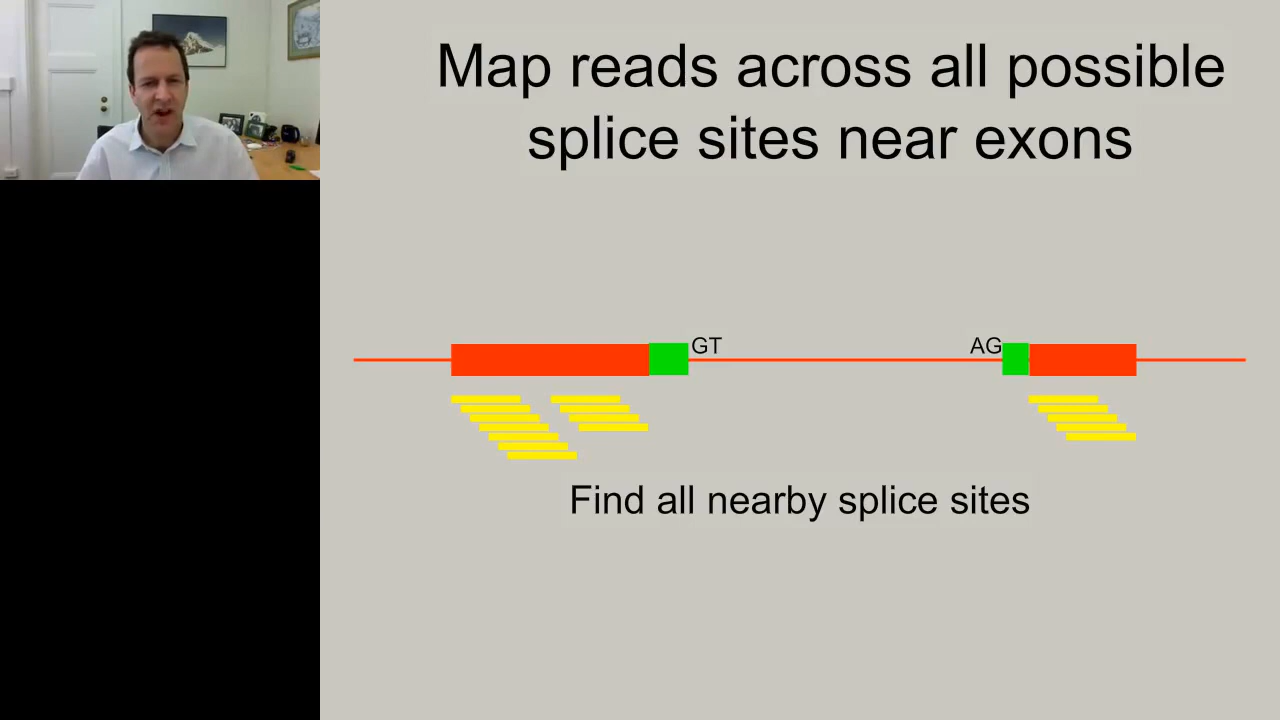 Map reads across all possible
splice sites near exons
GT
AG
Find all nearby splice sites